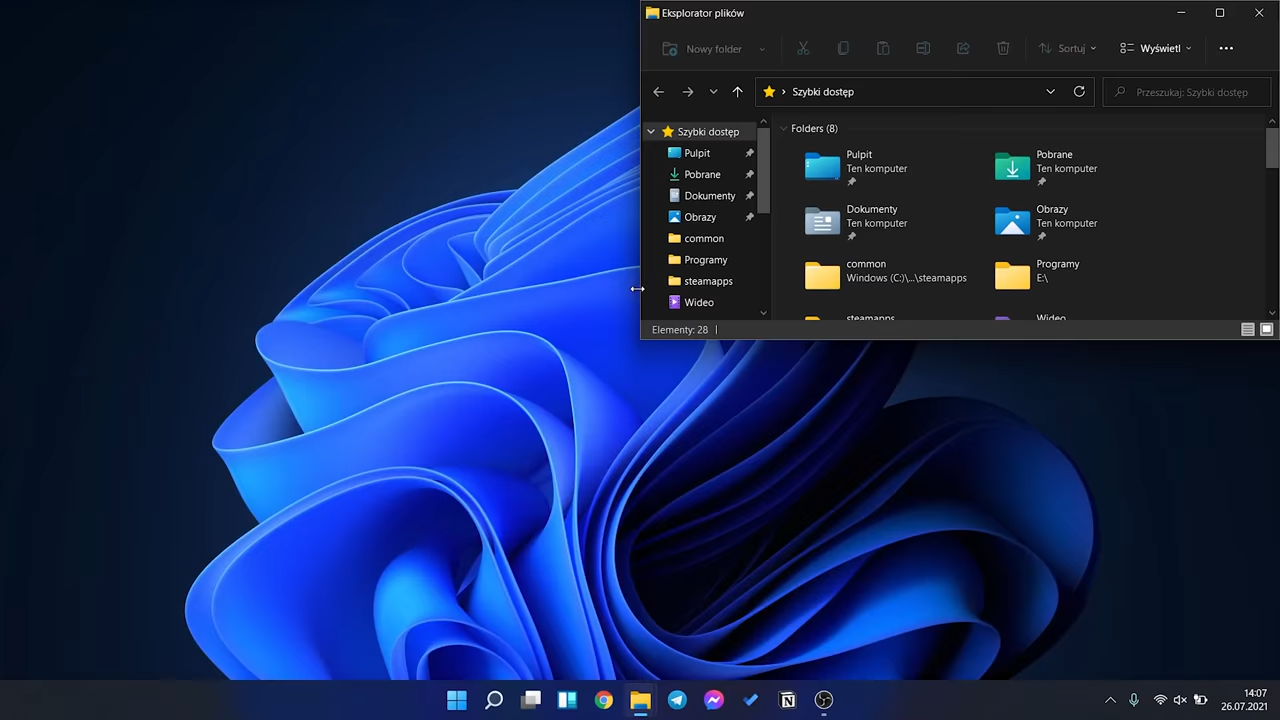 Eksplorator plików
Nowy folder
Sortuj
Wyświetl
Szybki dostęp
Przeszukaj: Szybki dostęp
Szybki dostęp
Pulpit
Pobrane
Dokumenty
Obrazy
common
Programy
steamapps
Wideo
Folders (8)
Pulpit
Ten komputer
Pobrane
Ten komputer
Dokumenty
Ten komputer
Obrazy
Ten komputer
common
Windows (C:)\...\steamapps
Programy
E:\
steamapps
Wideo
Elementy: 28
14:07
26.07.2021